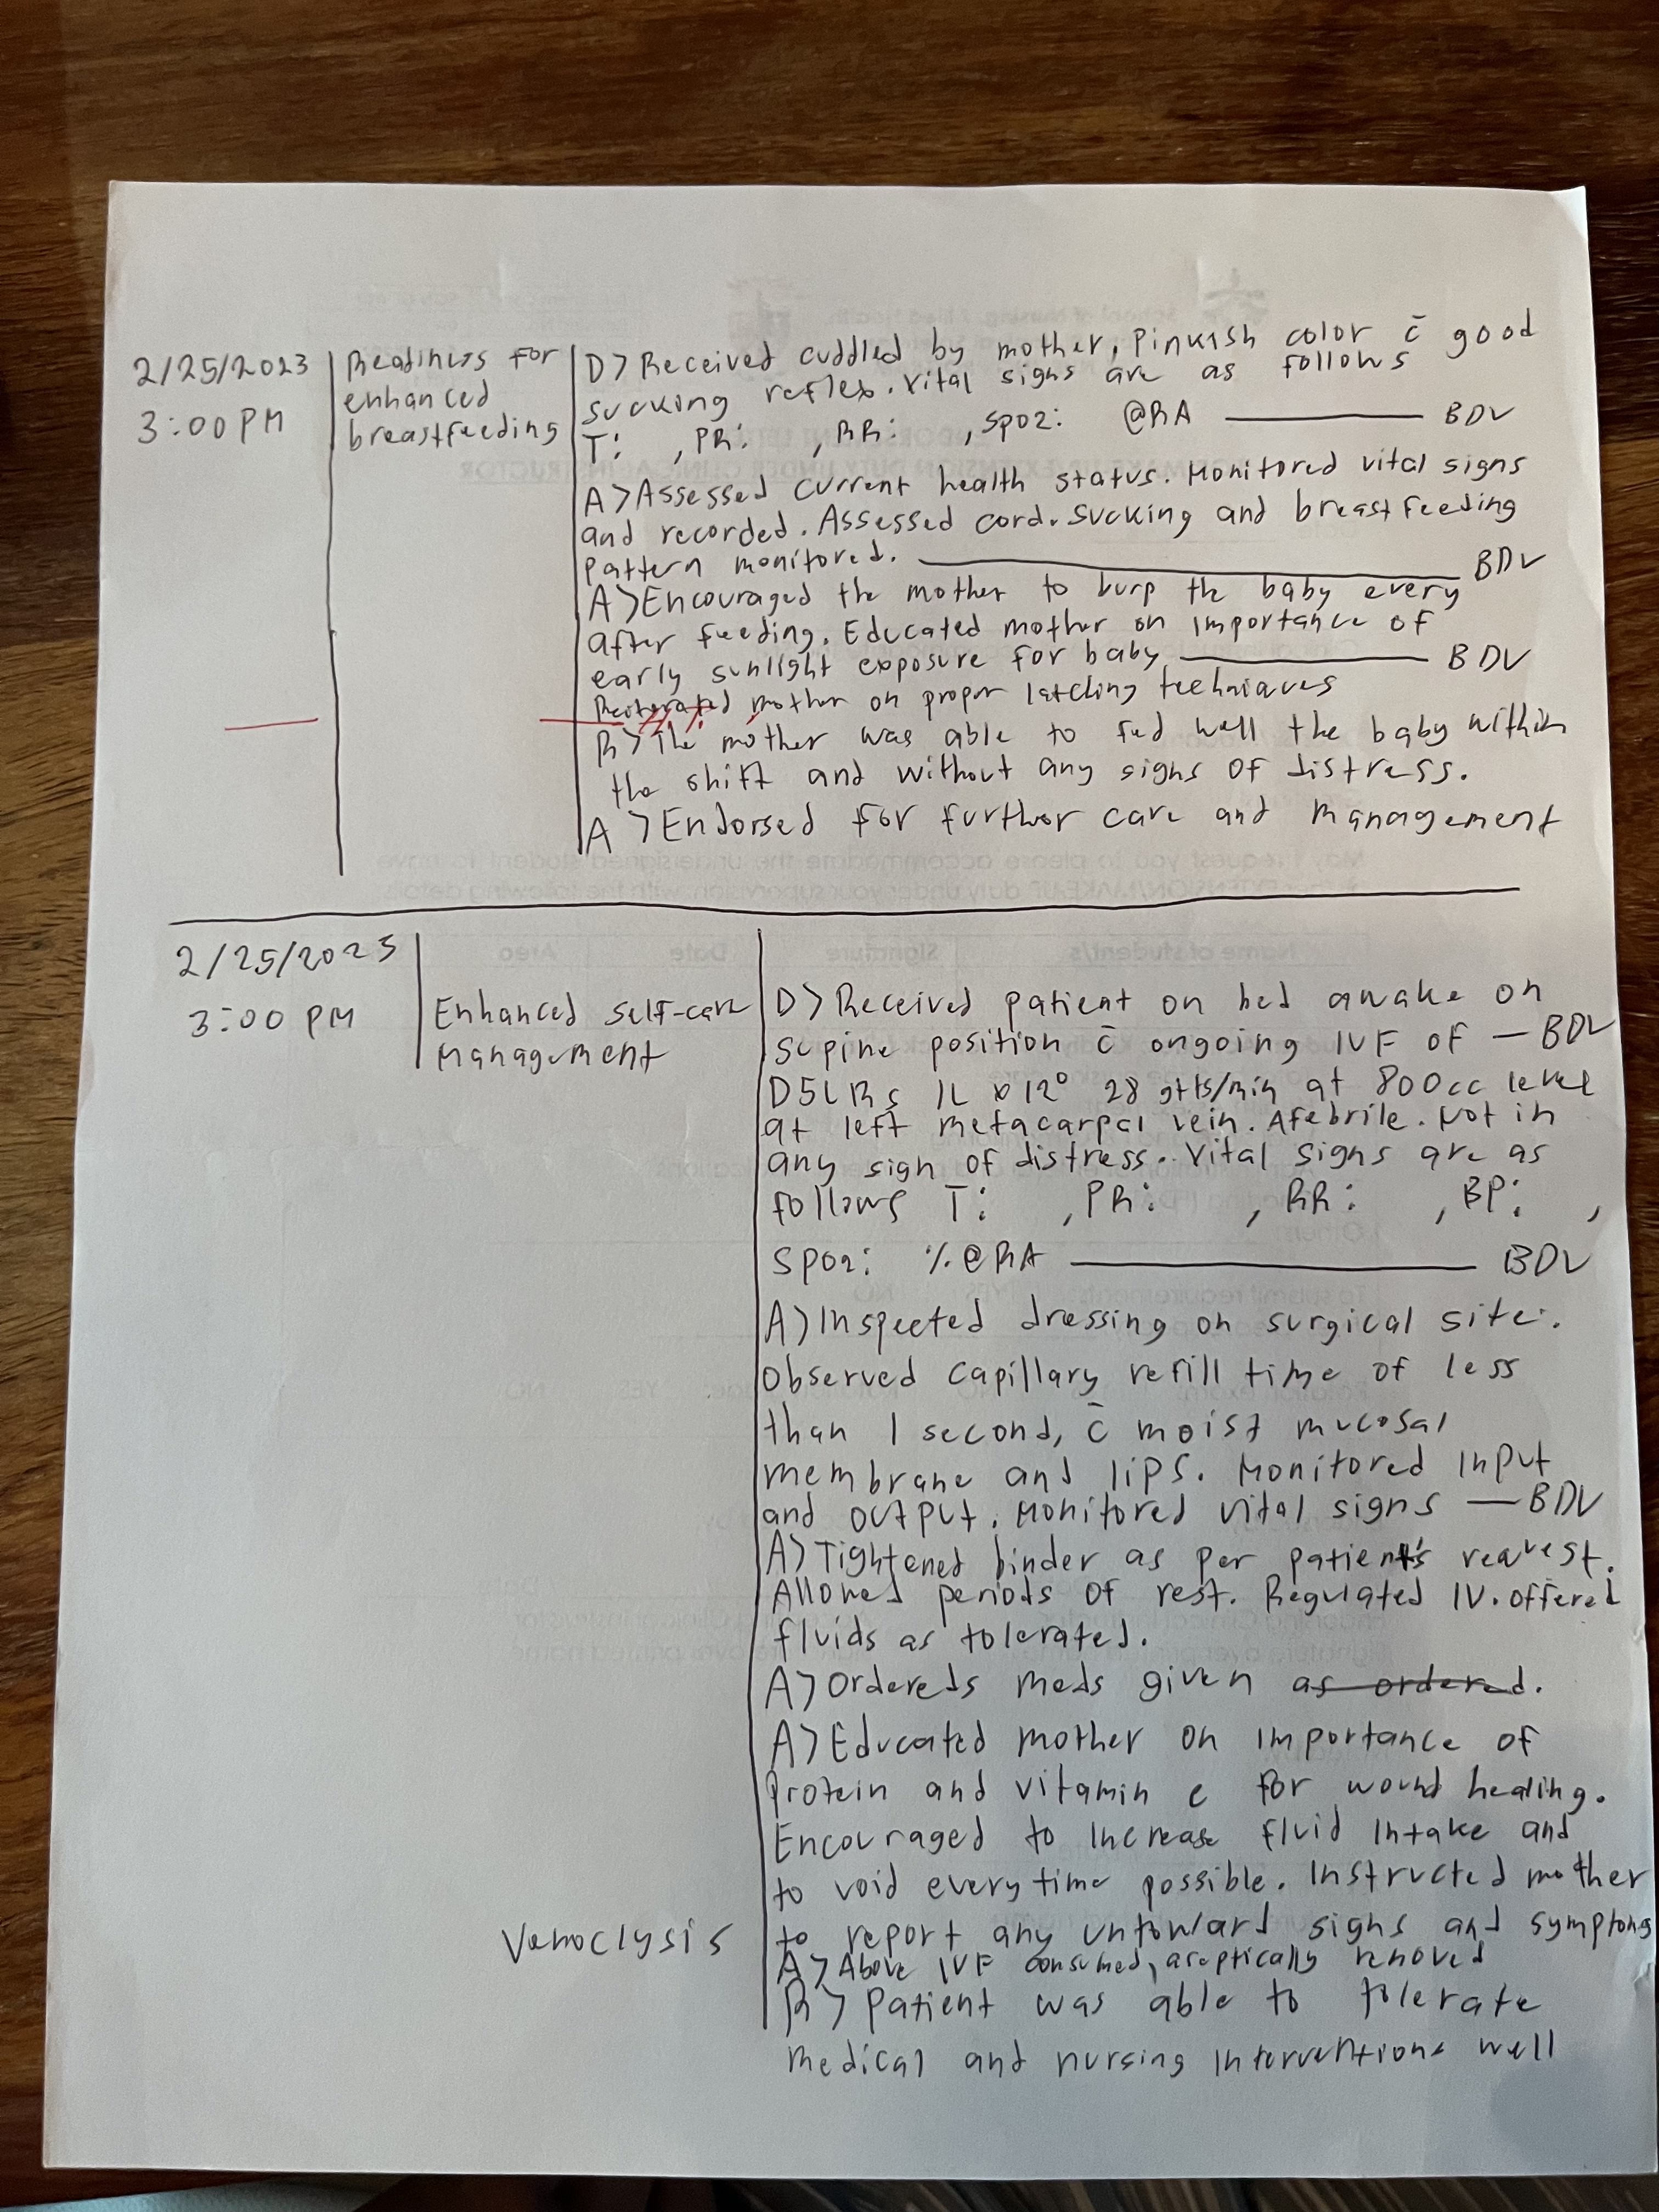 2/25/2023 Readiness for D> Received cuddled by mother, Pinkish color c̄ good
enhanced sucking reflex. Vital signs are as follows
3:00 PM breastfeeding T: , PR: , RR: , SpO2: @RA BDV
A> Assessed current health status. Monitored vital signs
and recorded. Assessed cord. Sucking and breastfeeding
pattern monitored. BDV
A> Encouraged the mother to burp the baby every
after feeding. Educated mother on importance of
early sunlight exposure for baby BDV
Reiterated mother on proper latching techniques
R> The mother was able to fed well the baby within
the shift and without any signs of distress.
A> Endorsed for further care and management
2/25/2023
3:00 PM Enhanced self-care D> Received patient on bed awake on
Management supine position c̄ ongoing IVF of — BDV
D5LRs 1L x 12° 28 gtts/min at 800cc level
at left metacarpal vein. Afebrile. Not in
any sign of distress. Vital signs are as
follows T: , PR: , RR: , BP: ,
SpO2: %@RA BDV
A> Inspected dressing on surgical site.
Observed capillary refill time of less
than 1 second, c̄ moist mucosal
membrane and lips. Monitored input
and output. Monitored vital signs — BDV
A> Tightened binder as per patient's request.
Allowed periods of rest. Regulated IV. Offered
fluids as tolerated.
A> Ordereds meds given as ordered.
A> Educated mother on importance of
Protein and vitamin c for wound healing.
Encouraged to increase fluid intake and
to void everytime possible. Instructed mother
Venoclysis to report any untoward signs and symptoms
A> Above IVF consumed, aseptically removed
R> Patient was able to tolerate
medical and nursing interventions well